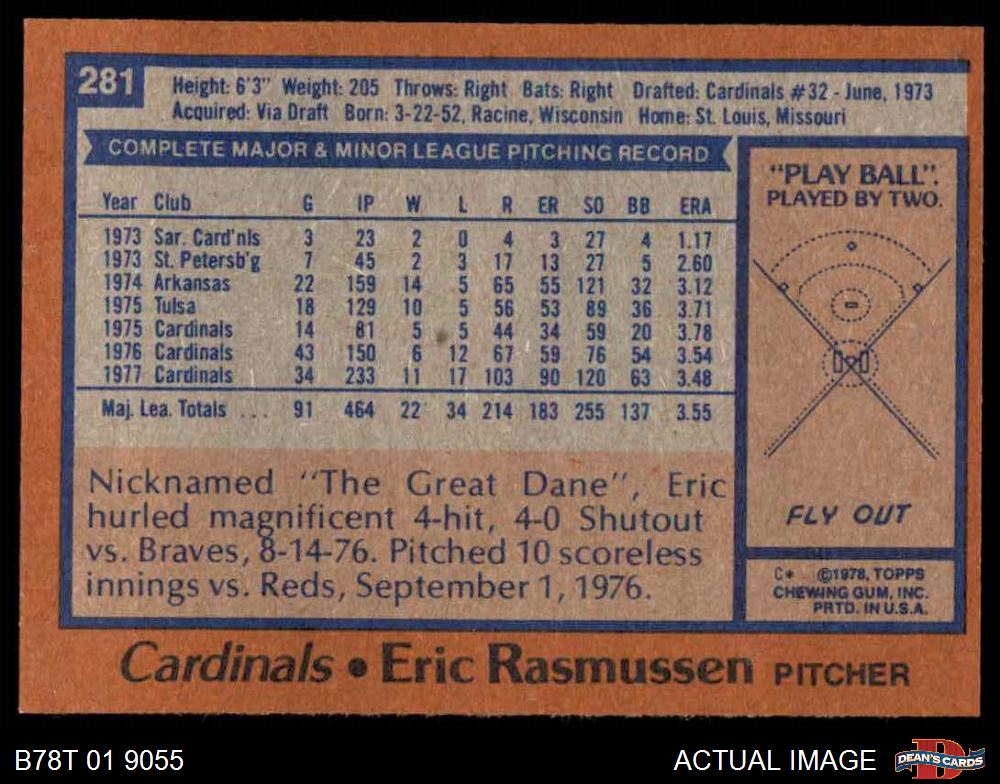 281
Height: 6'3" Weight: 205 Throws: Right Bats: Right Drafted: Cardinals #32 - June, 1973
Acquired: Via Draft Born: 3-22-52, Racine, Wisconsin Home: St. Louis, Missouri
COMPLETE MAJOR & MINOR LEAGUE PITCHING RECORD
Year Club G IP W L R ER SO BB ERA
1973 Sar. Card'nls 3 23 2 0 4 3 27 4 1.17
1973 St. Petersb'g 7 45 2 3 17 13 27 5 2.60
1974 Arkansas 22 159 14 5 65 55 121 32 3.12
1975 Tulsa 18 129 10 5 56 53 89 36 3.71
1975 Cardinals 14 81 5 5 44 34 59 20 3.78
1976 Cardinals 43 150 6 12 67 59 76 54 3.54
1977 Cardinals 34 233 11 17 103 90 120 63 3.48
Maj. Lea. Totals ... 91 464 22 34 214 183 255 137 3.55
Nicknamed "The Great Dane", Eric
hurled magnificent 4-hit, 4-0 Shutout
vs. Braves, 8-14-76. Pitched 10 scoreless
innings vs. Reds, September 1, 1976.
"PLAY BALL".
PLAYED BY TWO.
FLY OUT
C* ©1978, TOPPS
CHEWING GUM, INC.
PRTD. IN U.S.A.
Cardinals • Eric Rasmussen PITCHER
B78T 01 9055
ACTUAL IMAGE
D
DEAN'S CARDS